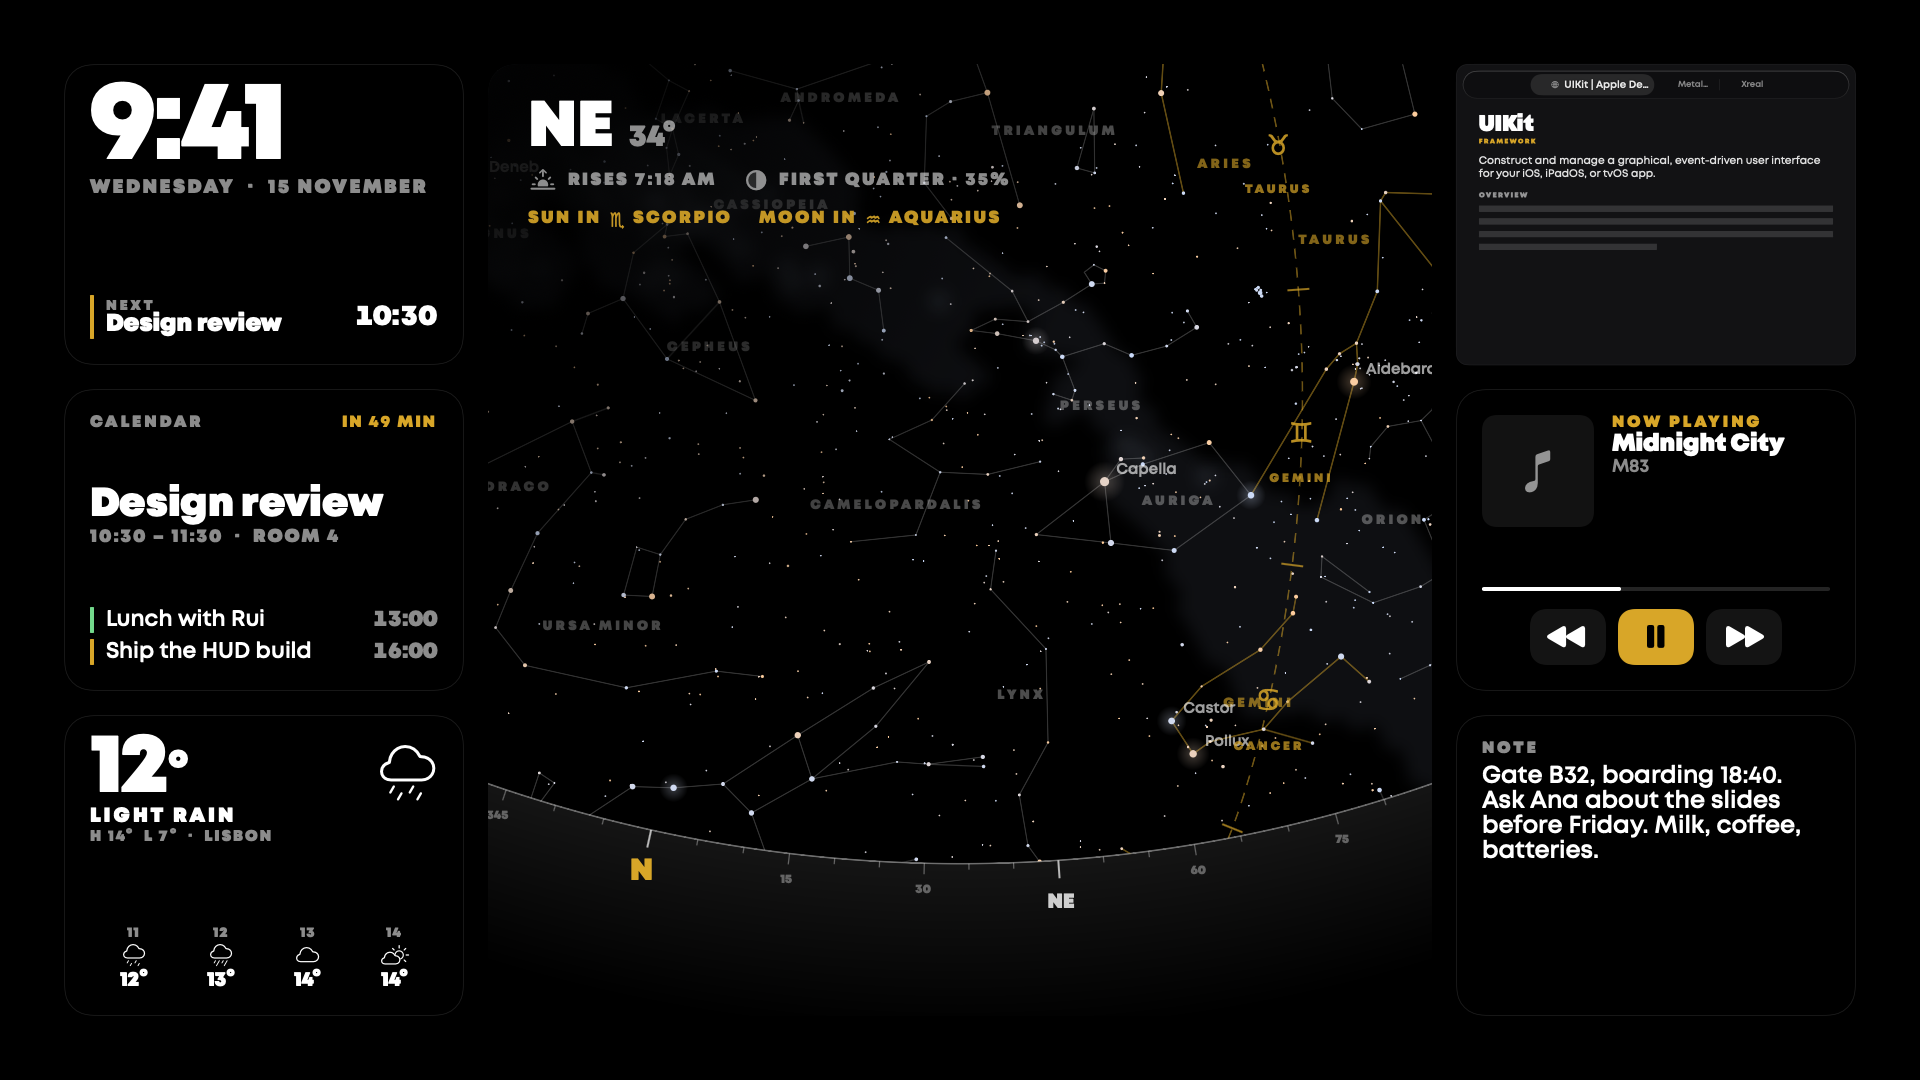 9:41
WEDNESDAY · 15 NOVEMBER
NEXT
Design review
10:30
CALENDAR
IN 49 MIN
Design review
10:30 – 11:30 · ROOM 4
Lunch with Rui
13:00
Ship the HUD build
16:00
12°
LIGHT RAIN
H 14° L 7° · LISBON
11 12 13 14
12° 13° 14° 14°
NE 34°
RISES 7:18 AM FIRST QUARTER · 35%
SUN IN ♏ SCORPIO MOON IN ♒ AQUARIUS
ANDROMEDA
LACERTA
TRIANGULUM
Deneb
CASSIOPEIA
NUS
♉
ARIES
TAURUS
TAURUS
CEPHEUS
Aldebara
PERSEUS
♊
Capella
GEMINI
DRACO
CAMELOPARDALIS
AURIGA
ORION
URSA MINOR
LYNX
Castor
GEMINI
♋
Pollux
CANCER
345
N
15
30
NE
60
75
UIKit | Apple De...
Metal...
Xreal
UIKit
FRAMEWORK
Construct and manage a graphical, event-driven user interface
for your iOS, iPadOS, or tvOS app.
OVERVIEW
NOW PLAYING
Midnight City
M83
NOTE
Gate B32, boarding 18:40.
Ask Ana about the slides
before Friday. Milk, coffee,
batteries.